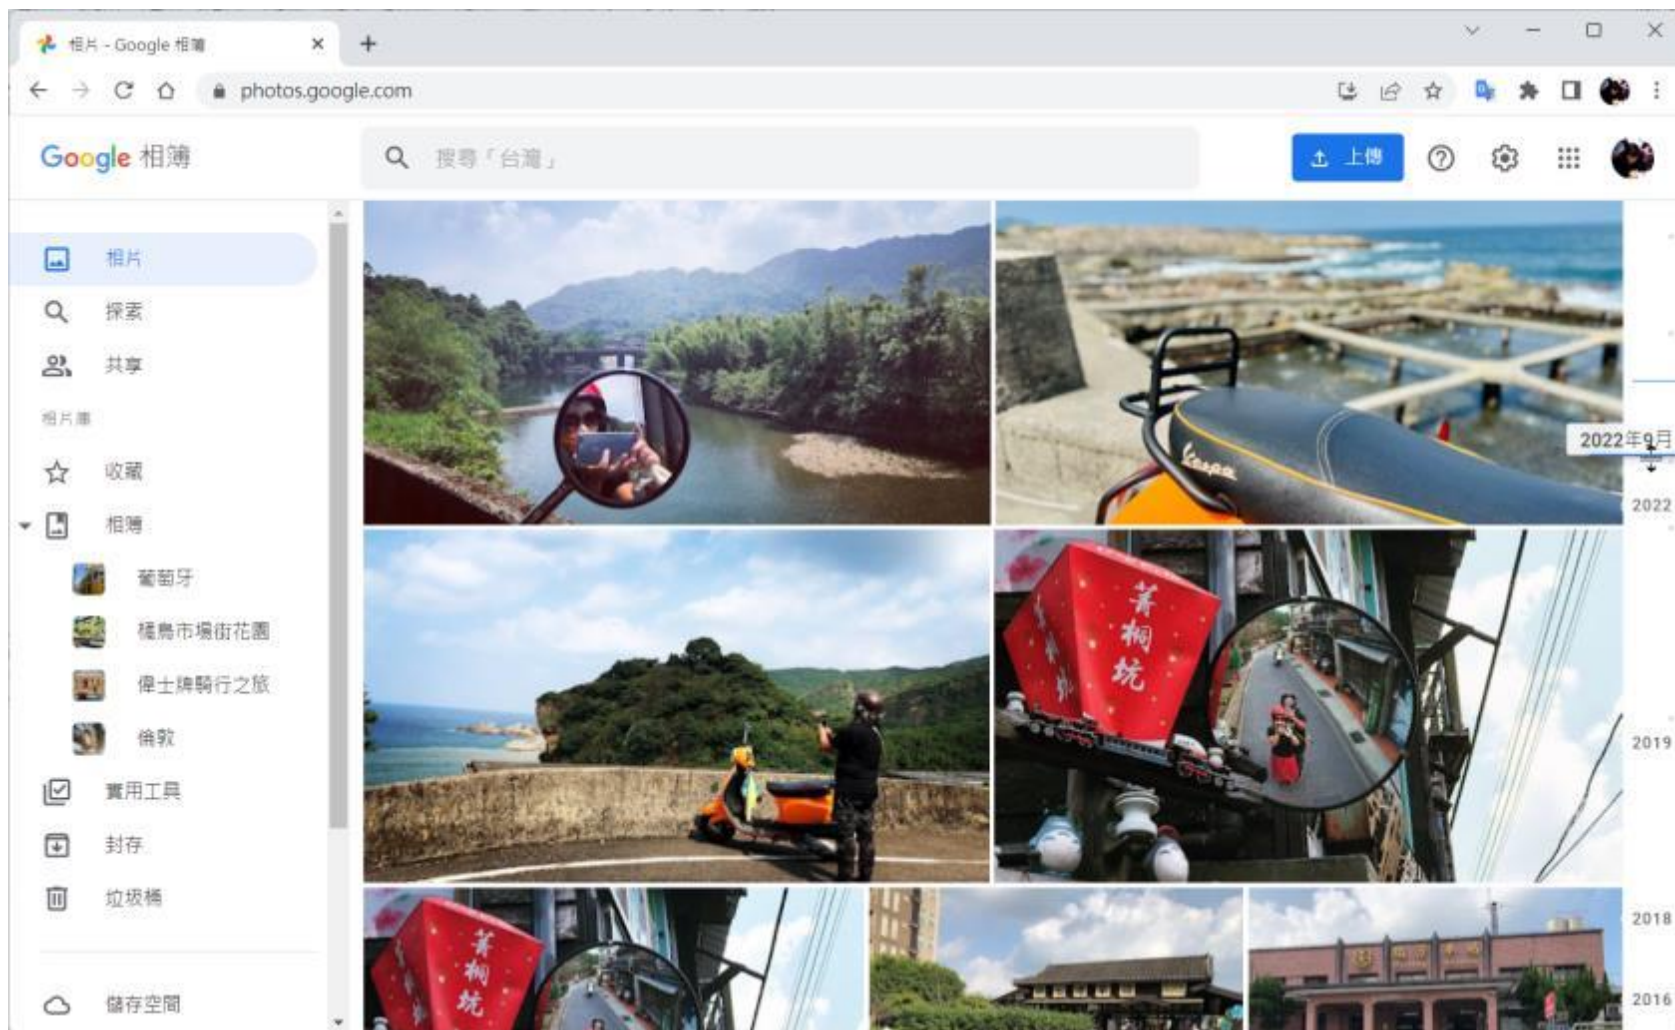 相片 - Google 相簿
photos.google.com
Google 相簿
搜尋「台灣」
上傳
相片
探索
共享
相片庫
收藏
相簿
葡萄牙
橘鳥市場街花園
偉士牌騎行之旅
倫敦
實用工具
封存
垃圾桶
儲存空間
Vespa
2022年9月
2022
菁桐坑
2019
菁桐坑
2018
2016